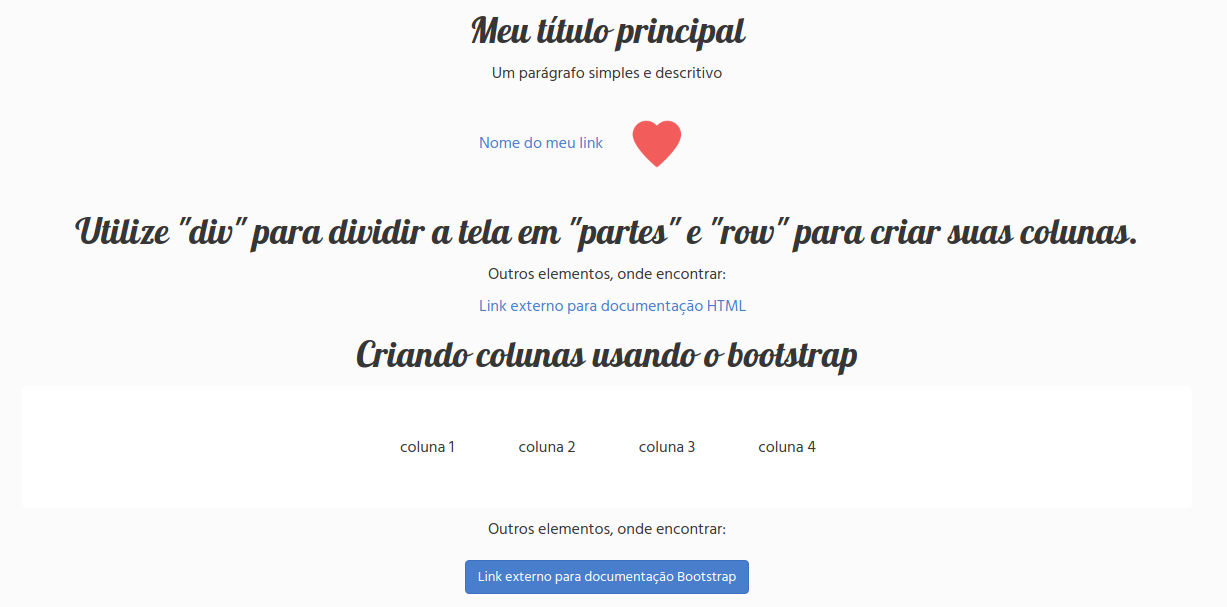 Meu título principal
Um parágrafo simples e descritivo
Nome do meu link
Utilize "div" para dividir a tela em "partes" e "row" para criar suas colunas.
Outros elementos, onde encontrar:
Link externo para documentação HTML
Criando colunas usando o bootstrap
coluna 1 coluna 2 coluna 3 coluna 4
Outros elementos, onde encontrar:
Link externo para documentação Bootstrap